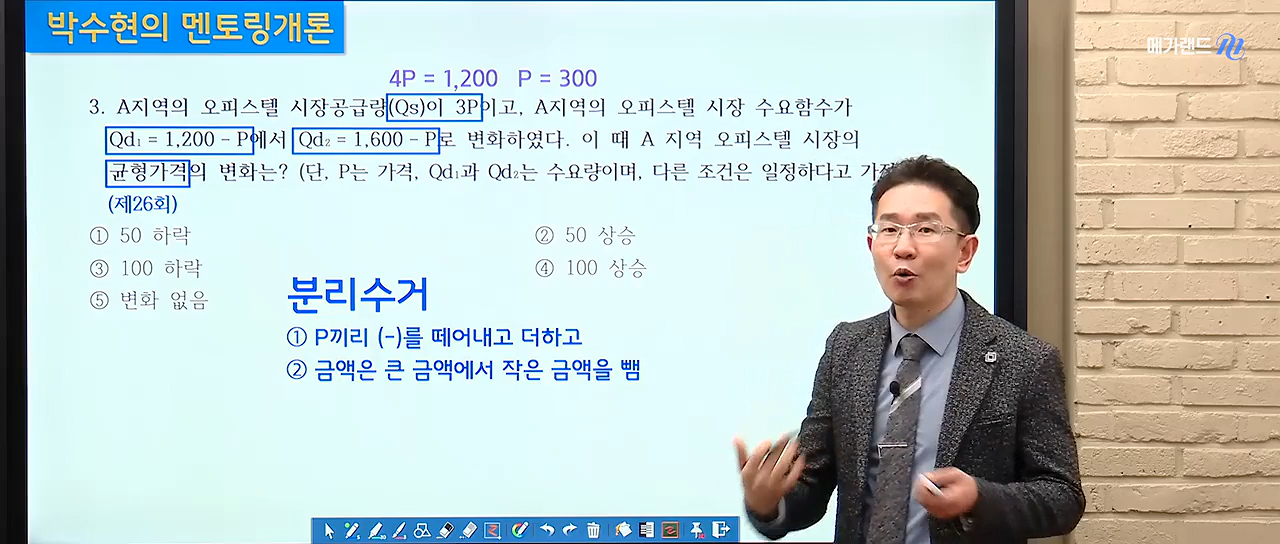 박수현의 멘토링개론
메가랜드
4P = 1,200 P = 300
3. A지역의 오피스텔 시장공급량(Qs)이 3P이고, A지역의 오피스텔 시장 수요함수가
Qd₁ = 1,200 - P에서 Qd₂ = 1,600 - P로 변화하였다. 이 때 A 지역 오피스텔 시장의
균형가격의 변화는? (단, P는 가격, Qd₁과 Qd₂는 수요량이며, 다른 조건은 일정하다고
(제26회)
① 50 하락 ② 50 상승
③ 100 하락 ④ 100 상승
⑤ 변화 없음
분리수거
① P끼리 (-)를 떼어내고 더하고
② 금액은 큰 금액에서 작은 금액을 뺌